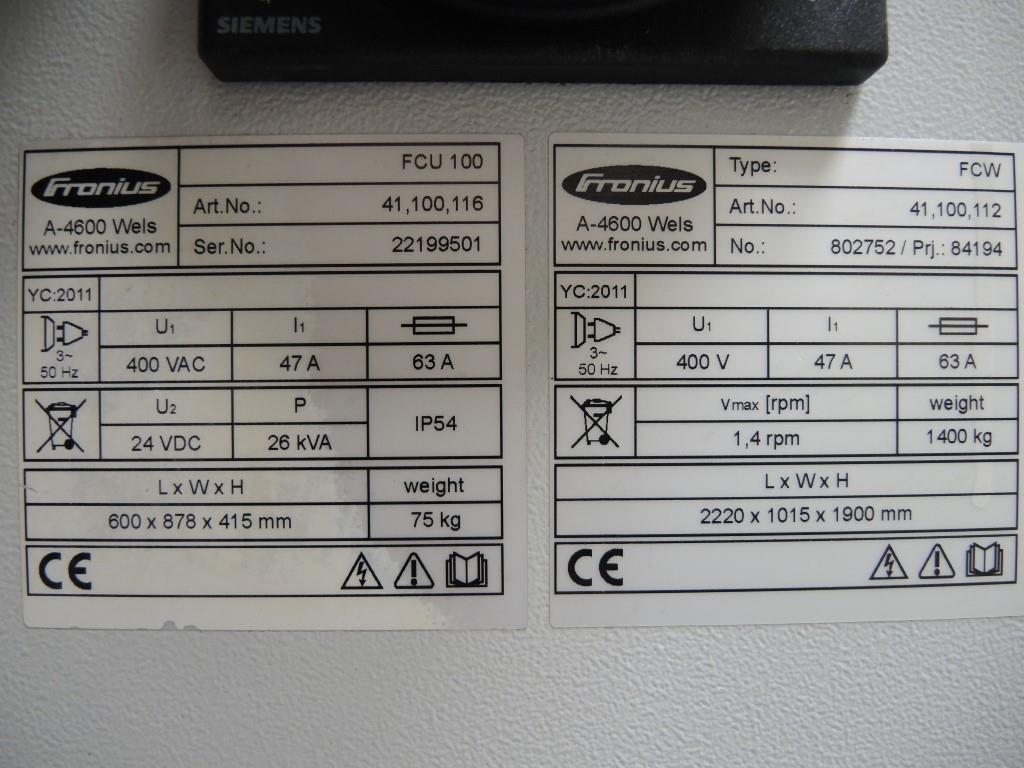 SIEMENS
Fronius
A-4600 Wels
www.fronius.com
FCU 100
Art.No.: 41,100,116
Ser.No.: 22199501
YC:2011
3~
50 Hz
U1 I1
400 VAC 47 A 63 A
U2 P IP54
24 VDC 26 kVA
L x W x H weight
600 x 878 x 415 mm 75 kg
CE
Fronius
A-4600 Wels
www.fronius.com
Type: FCW
Art.No.: 41,100,112
No.: 802752 / Prj.: 84194
YC:2011
3~
50 Hz
U1 I1
400 V 47 A 63 A
Vmax [rpm] weight
1,4 rpm 1400 kg
L x W x H
2220 x 1015 x 1900 mm
CE